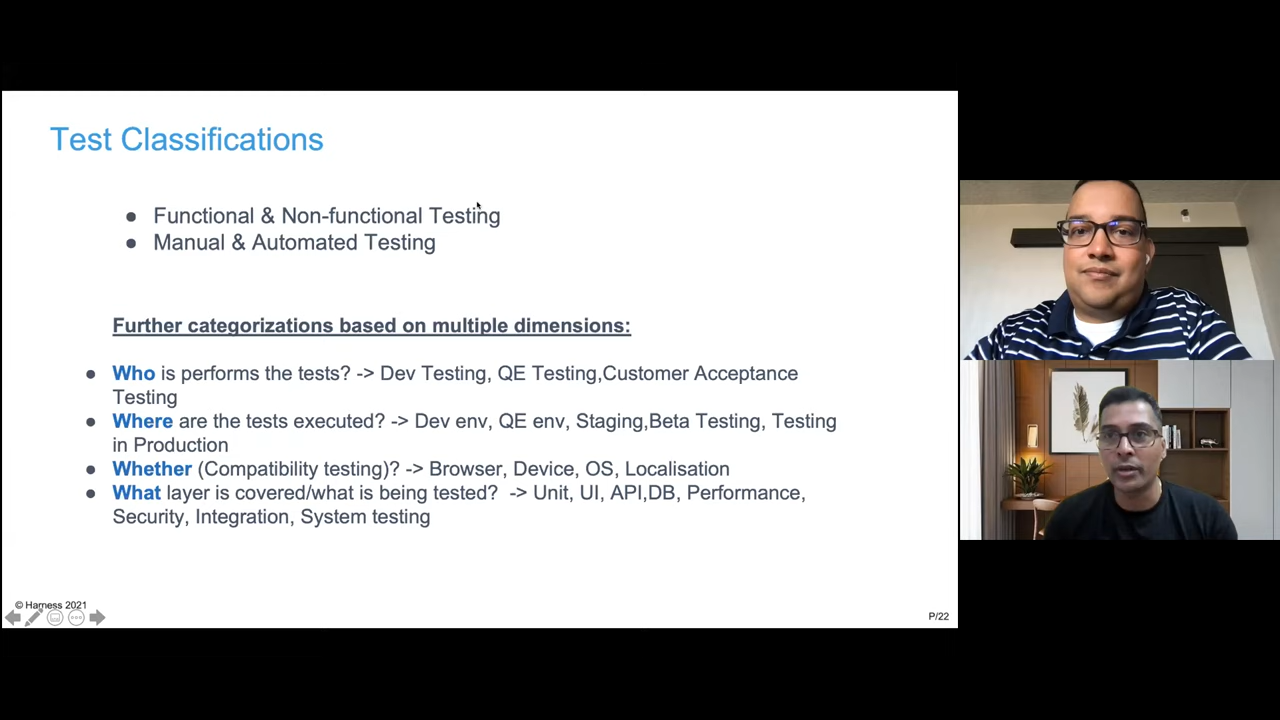 Test Classifications
● Functional & Non-functional Testing
● Manual & Automated Testing
Further categorizations based on multiple dimensions:
● Who is performs the tests? -> Dev Testing, QE Testing,Customer Acceptance
Testing
● Where are the tests executed? -> Dev env, QE env, Staging,Beta Testing, Testing
in Production
● Whether (Compatibility testing)? -> Browser, Device, OS, Localisation
● What layer is covered/what is being tested?  -> Unit, UI, API,DB, Performance,
Security, Integration, System testing
© Harness 2021
P/22